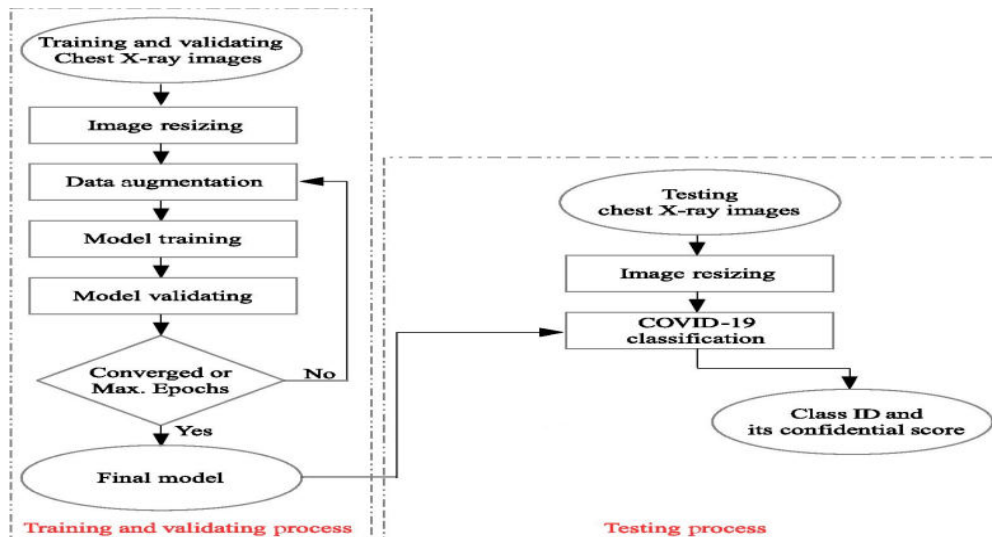 Training and validating
Chest X-ray images
Image resizing
Data augmentation
Model training
Model validating
Converged or
Max. Epochs
No
Yes
Final model
Training and validating process
Testing
chest X-ray images
Image resizing
COVID-19
classification
Class ID and
its confidential score
Testing process